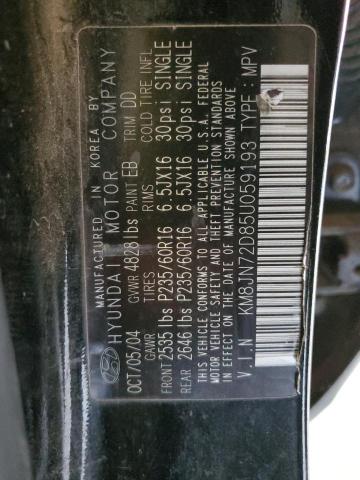 MANUFACTURED IN KOREA BY
HYUNDAI MOTOR COMPANY
OCT/05/04 GVWR 4828 lbs PAINT EB TRIM DD
GAWR TIRES RIMS COLD TIRE INFL
FRONT 2535 lbs P235/60R16 6.5JX16 30psi SINGLE
REAR 2646 lbs P235/60R16 6.5JX16 30psi SINGLE
THIS VEHICLE CONFORMS TO ALL APPLICABLE U.S.A. FEDERAL
MOTOR VEHICLE SAFETY, BUMPER AND THEFT PREVENTION
STANDARDS IN EFFECT ON THE DATE OF MANUFACTURE SHOWN ABOVE
V.I.N : KM8JN72D85U059193 TYPE : MPV